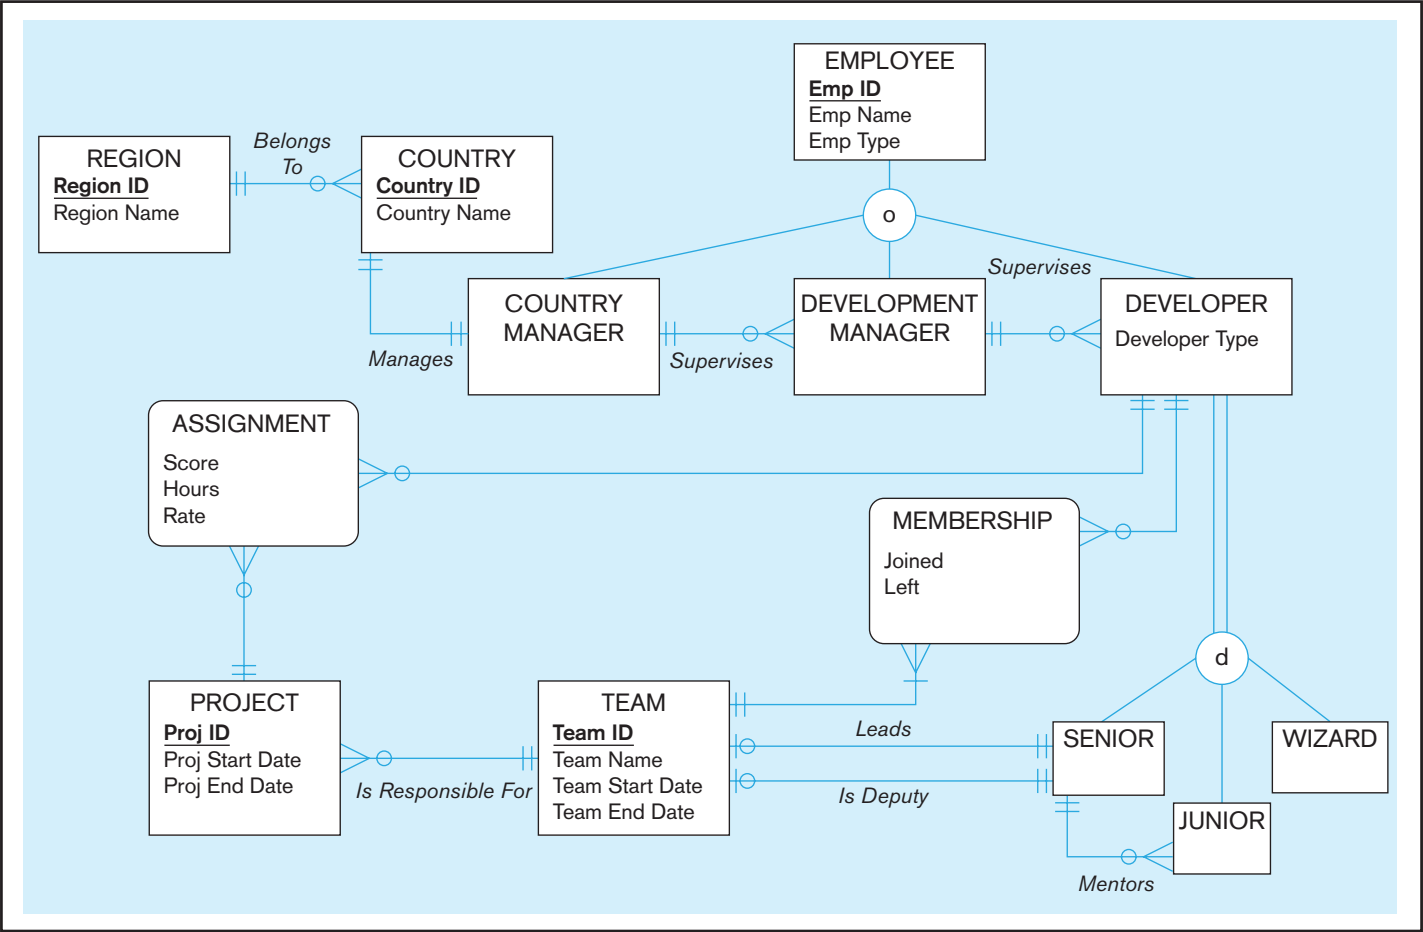 EMPLOYEE
Emp ID
Emp Name
Emp Type
REGION
Region ID
Region Name
Belongs
To
COUNTRY
Country ID
Country Name
o
Supervises
COUNTRY
MANAGER
DEVELOPMENT
MANAGER
DEVELOPER
Developer Type
Manages
Supervises
ASSIGNMENT
Score
Hours
Rate
MEMBERSHIP
Joined
Left
d
PROJECT
Proj ID
Proj Start Date
Proj End Date
Is Responsible For
TEAM
Team ID
Team Name
Team Start Date
Team End Date
Leads
Is Deputy
SENIOR
WIZARD
JUNIOR
Mentors